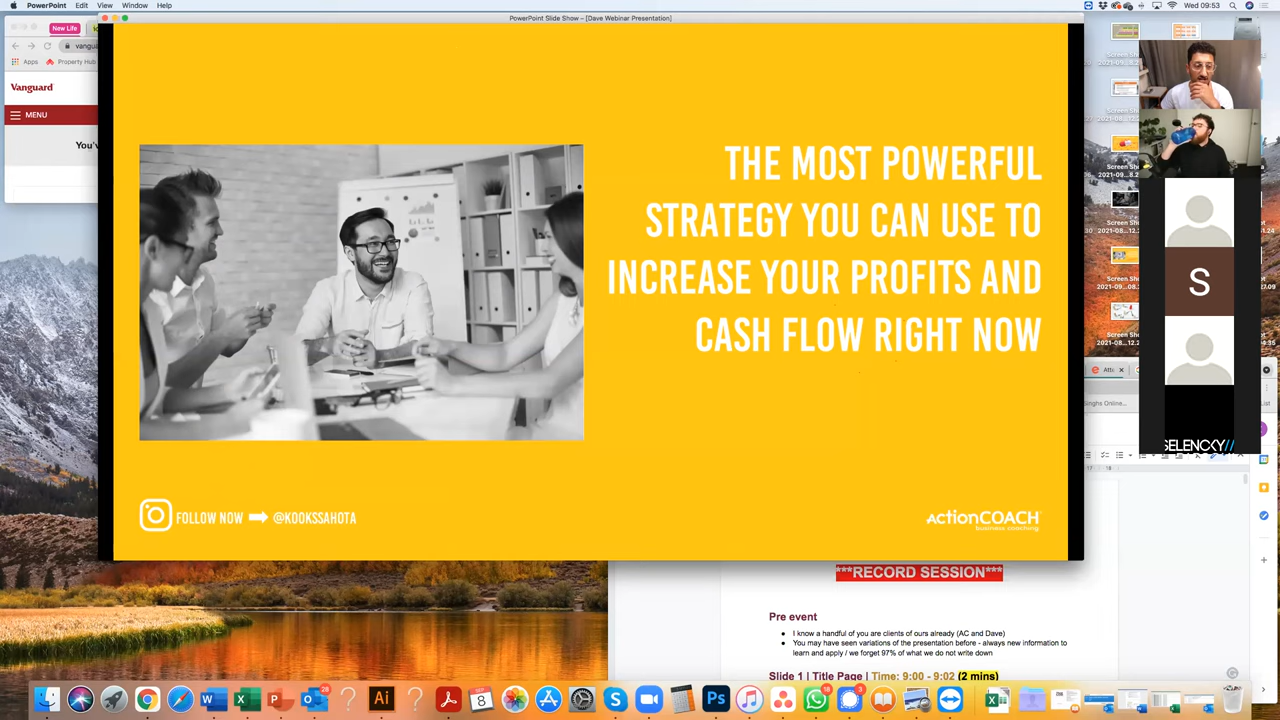 PowerPoint Edit View Window Help
Wed 09:53
PowerPoint Slide Show – [Dave Webinar Presentation]
New Life
Apps Property Hub
Vanguard
MENU
THE MOST POWERFUL
STRATEGY YOU CAN USE TO
INCREASE YOUR PROFITS AND
CASH FLOW RIGHT NOW
FOLLOW NOW @KOOKSSAHOTA
ActionCOACH
business coaching
Screen Shot
S
SELENCKY//
***RECORD SESSION***
Pre event
I know a handful of you are clients of ours already (AC and Dave)
You may have seen variations of the presentation before - always new information to
learn and apply / we forget 97% of what we do not write down
Slide 1 | Title Page | Time: 9:00 - 9:02 (2 mins)